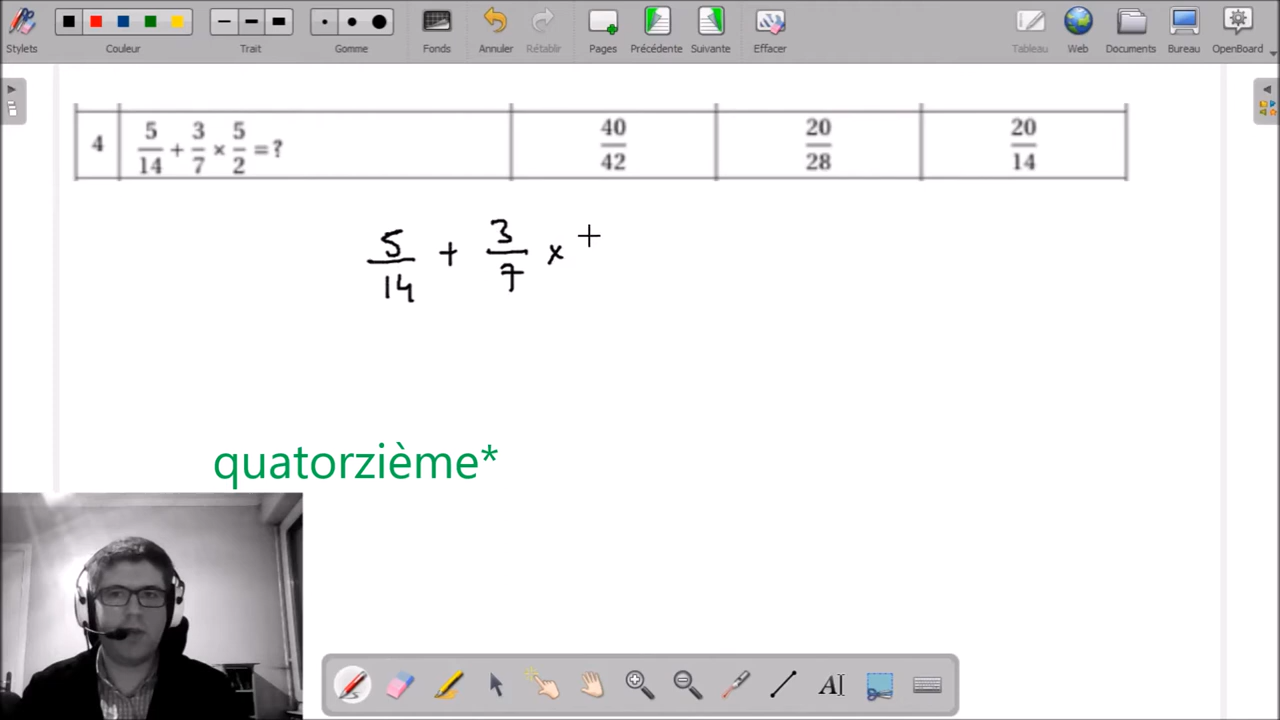 Stylets Couleur Trait Gomme Fonds Annuler Rétablir Pages Précédente Suivante Effacer Tableau Web Documents Bureau OpenBoard
4 5/14 + 3/7 × 5/2 = ? 40/42 20/28 20/14
5/14 + 3/7 ×
quatorzième*
AI